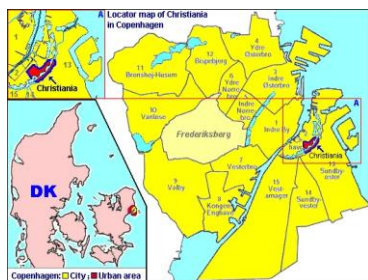 A
Locator map of Christiania
in Copenhagen
1
2
13
15
Christiania
4
Ydre
Østerbro
12
Bispebjerg
11
Brønshøj-Husum
6
Ydre
Nørre-
bro
3
Indre
Østerbro
5
Indre
Nørre-
bro
10
Vanløse
A
1
Indre By
Frederiksberg
Christiania
7
Vesterbro
13
Sundby-
øster
9
Valby
15
Vest-
amager
8
Kongens
Enghave
14
Sundby-
vester
DK
Copenhagen: City; Urban area